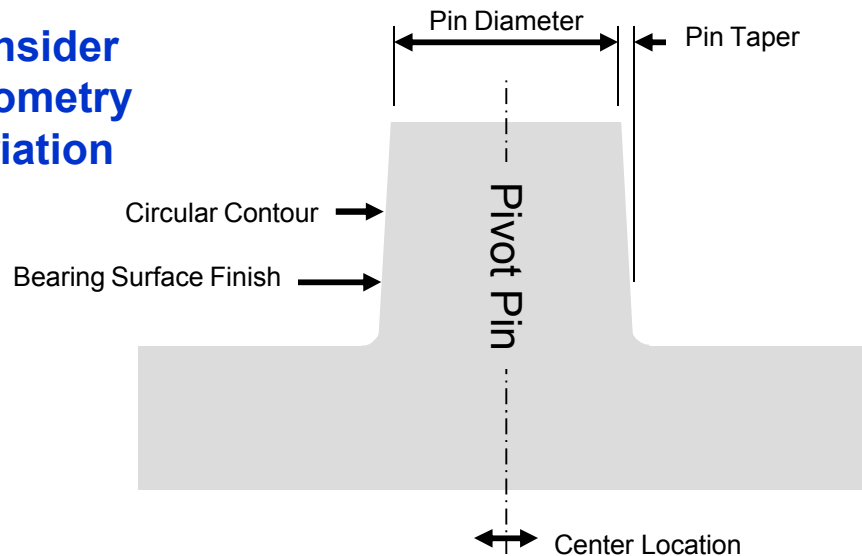 nsider
ometry
iation
Pin Diameter
Pin Taper
Circular Contour
Bearing Surface Finish
Pivot Pin
Center Location